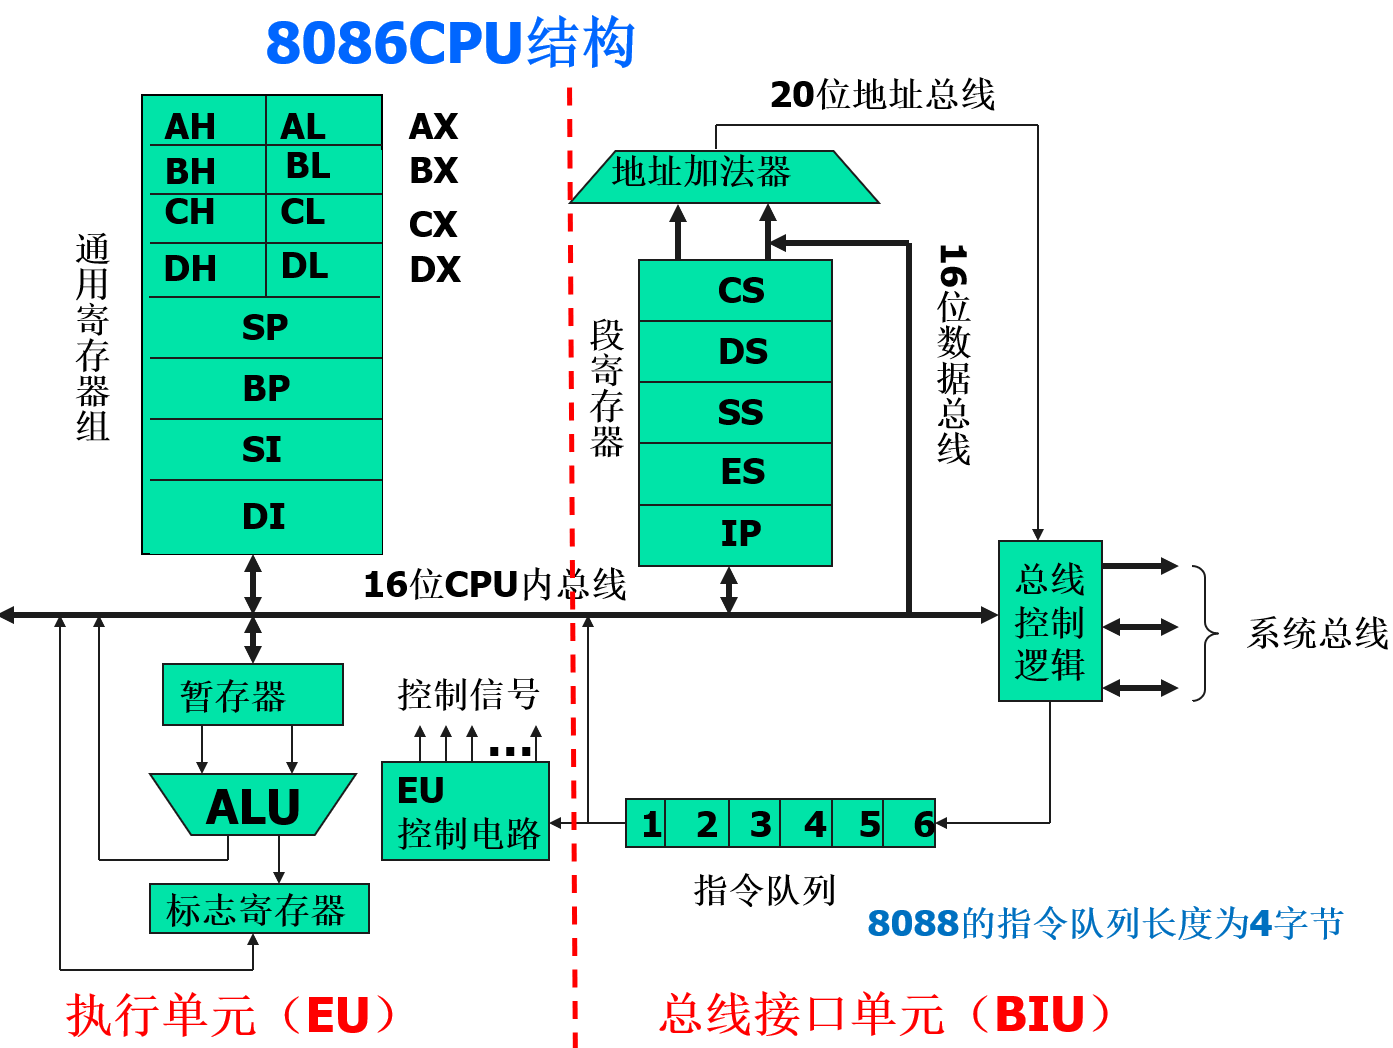 8086CPU结构
20位地址总线
AH AL AX
BH BL BX
CH CL CX
DH DL DX
SP
BP
SI
DI
通用寄存器组
地址加法器
CS
DS
SS
ES
IP
段寄存器
16位数据总线
16位CPU内总线
总线
控制
逻辑
系统总线
暂存器
ALU
标志寄存器
控制信号
...
EU
控制电路
1 2 3 4 5 6
指令队列
8088的指令队列长度为4字节
执行单元（EU）
总线接口单元（BIU）